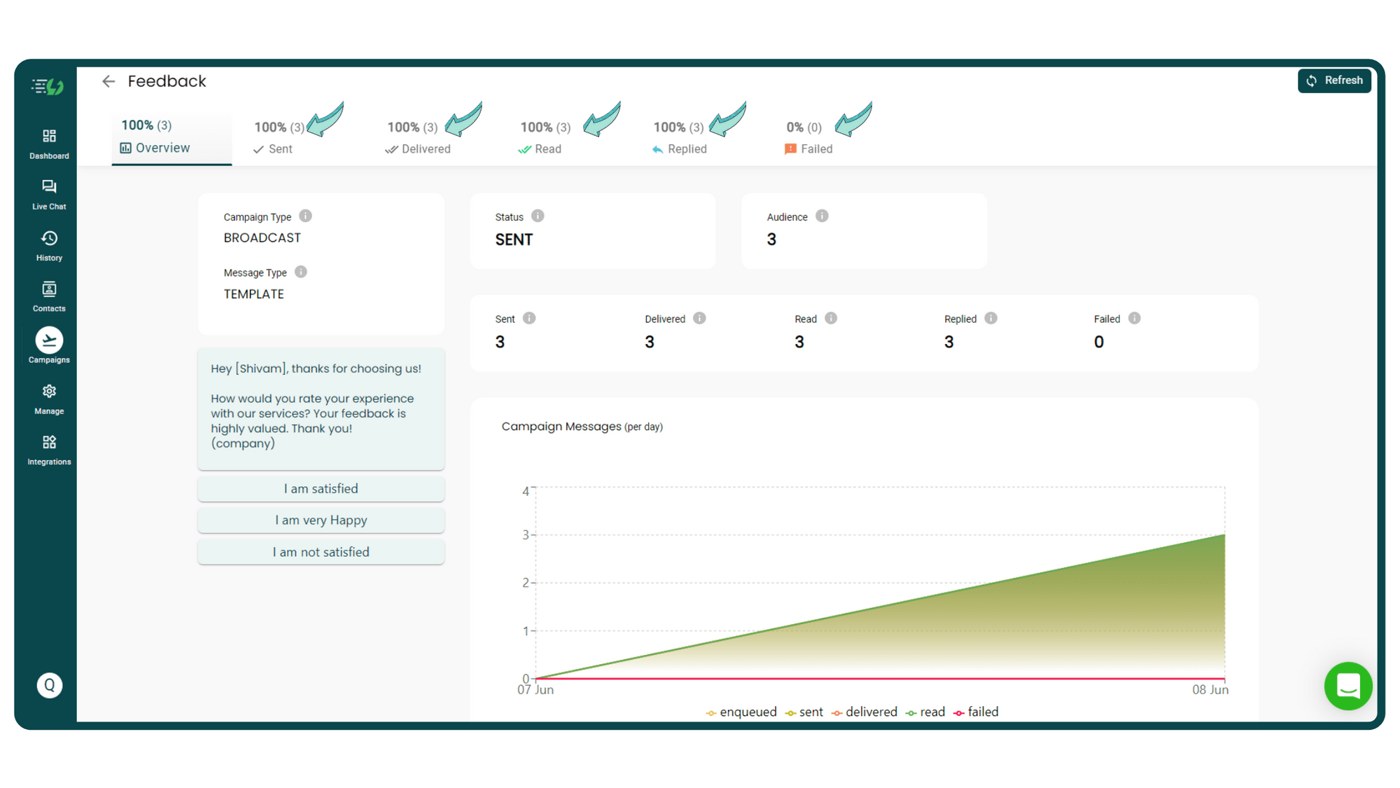 Feedback
Refresh
100% (3)
Overview
100% (3)
Sent
100% (3)
Delivered
100% (3)
Read
100% (3)
Replied
0% (0)
Failed
Dashboard
Live Chat
History
Contacts
Campaigns
Manage
Integrations
Q
Campaign Type
BROADCAST
Message Type
TEMPLATE
Status
SENT
Audience
3
Sent
3
Delivered
3
Read
3
Replied
3
Failed
0
Hey [Shivam], thanks for choosing us!
How would you rate your experience
with our services? Your feedback is
highly valued. Thank you!
(company)
I am satisfied
I am very Happy
I am not satisfied
Campaign Messages (per day)
4
3
2
1
0
07 Jun
08 Jun
enqueued sent delivered read failed